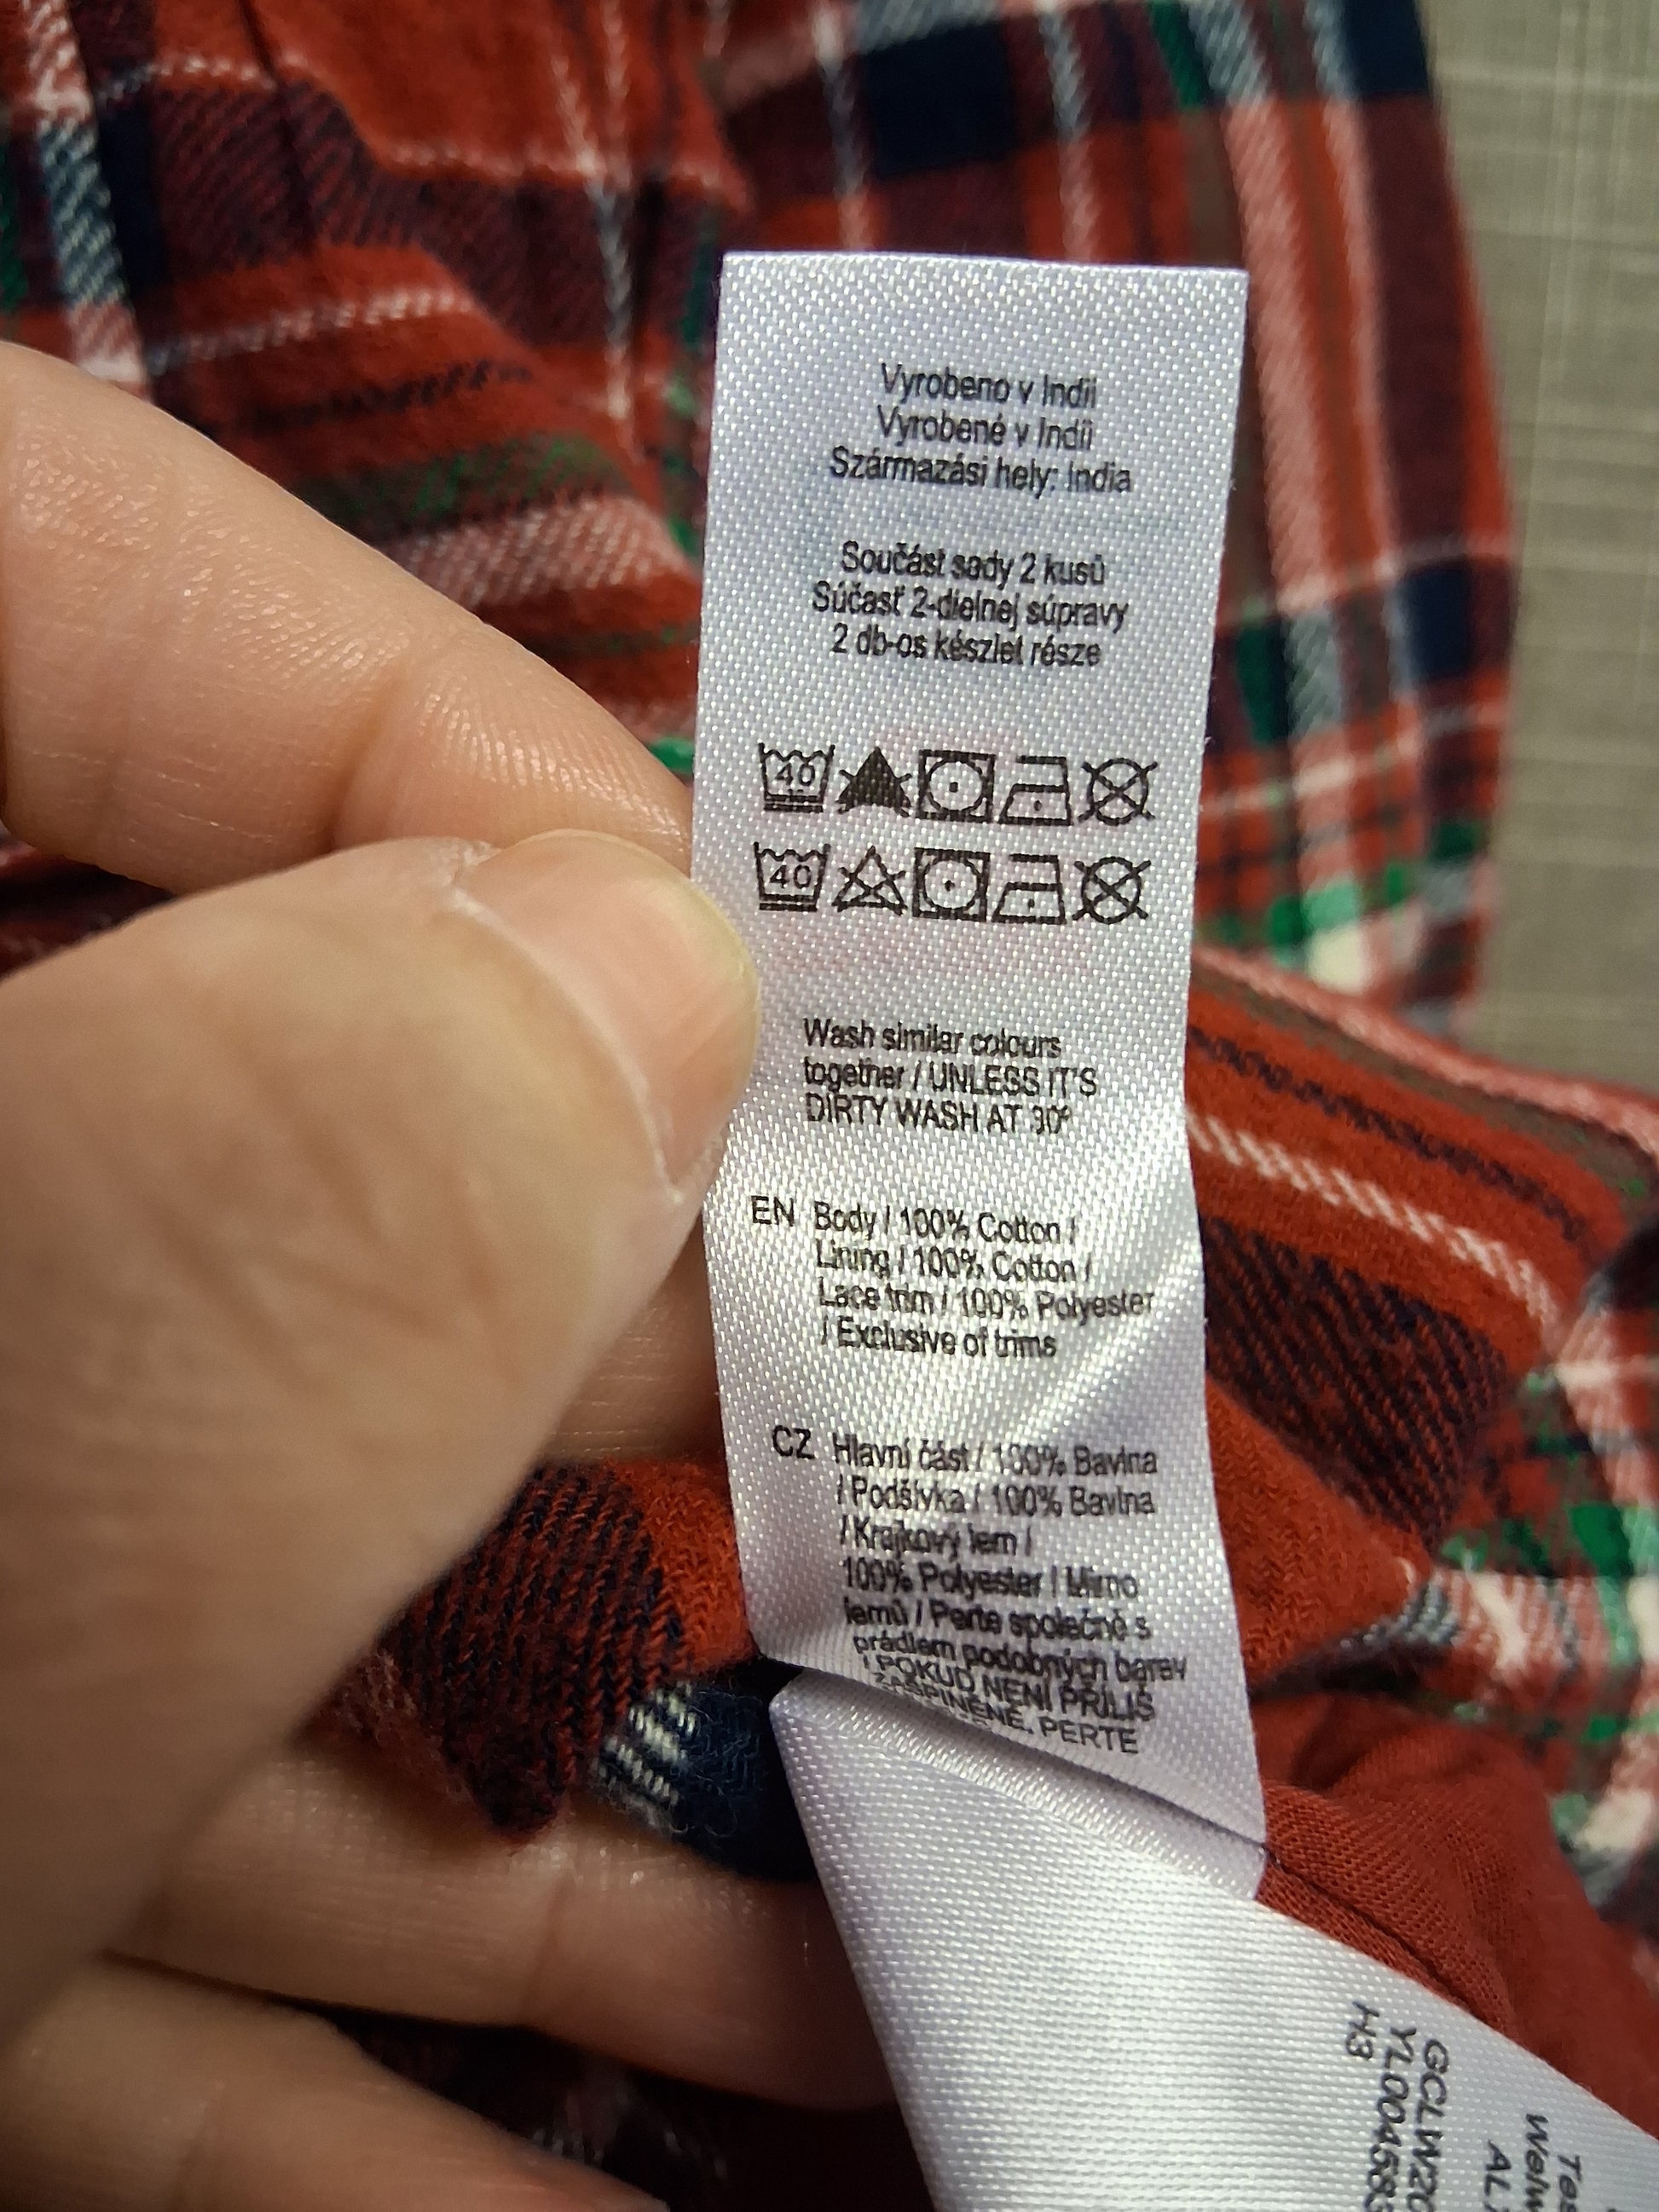 Vyrobeno v Indii
Vyrobené v Indii
Származási hely: India
Součást sady 2 kusů
Súčasť 2-dielnej súpravy
2 db-os készlet része
40
40
Wash similar colours
together / UNLESS IT'S
DIRTY WASH AT 30°
EN Body / 100% Cotton /
Lining / 100% Cotton /
Lace trim / 100% Polyester
/ Exclusive of trims
CZ Hlavní část / 100% Bavlna
/ Podšívka / 100% Bavlna
/ Krajkový lem /
100% Polyester / Mimo
lemů / Perte společně s
prádlem podobných barev
/ POKUD NENÍ PŘÍLIŠ
ZAŠPINĚNÉ, PERTE
H3